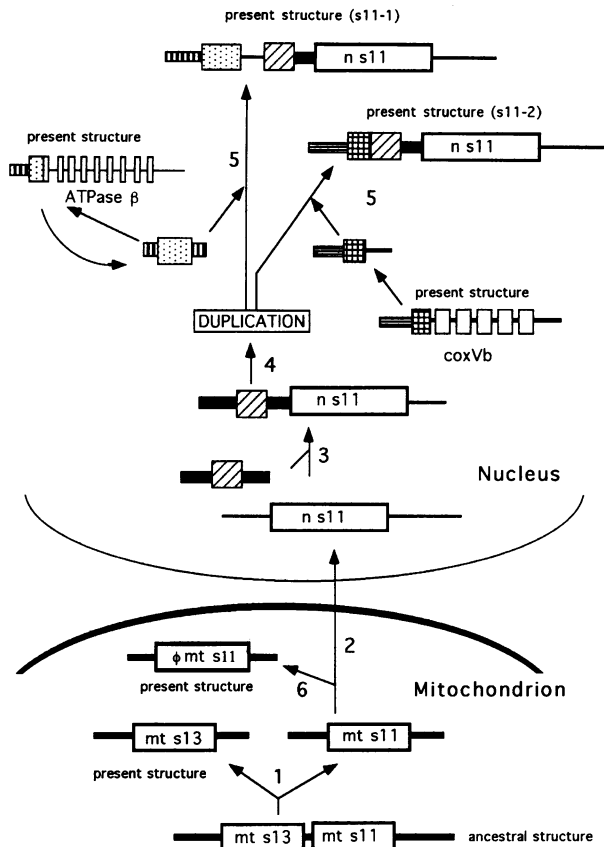 present structure (s11-1)
n s11
present structure (s11-2)
present structure
n s11
5
5
ATPase β
present structure
DUPLICATION
coxVb
4
n s11
3
Nucleus
n s11
2
ϕ mt s11
6
present structure
Mitochondrion
mt s13
mt s11
present structure
1
mt s13
mt s11
ancestral structure